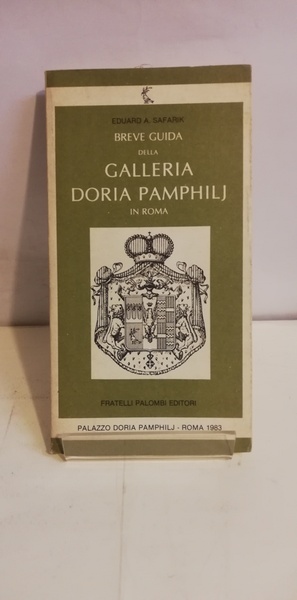 EDUARD A. SAFARIK
BREVE GUIDA
DELLA
GALLERIA
DORIA PAMPHILJ
IN ROMA
FRATELLI PALOMBI EDITORI
PALAZZO DORIA PAMPHILJ - ROMA 1983